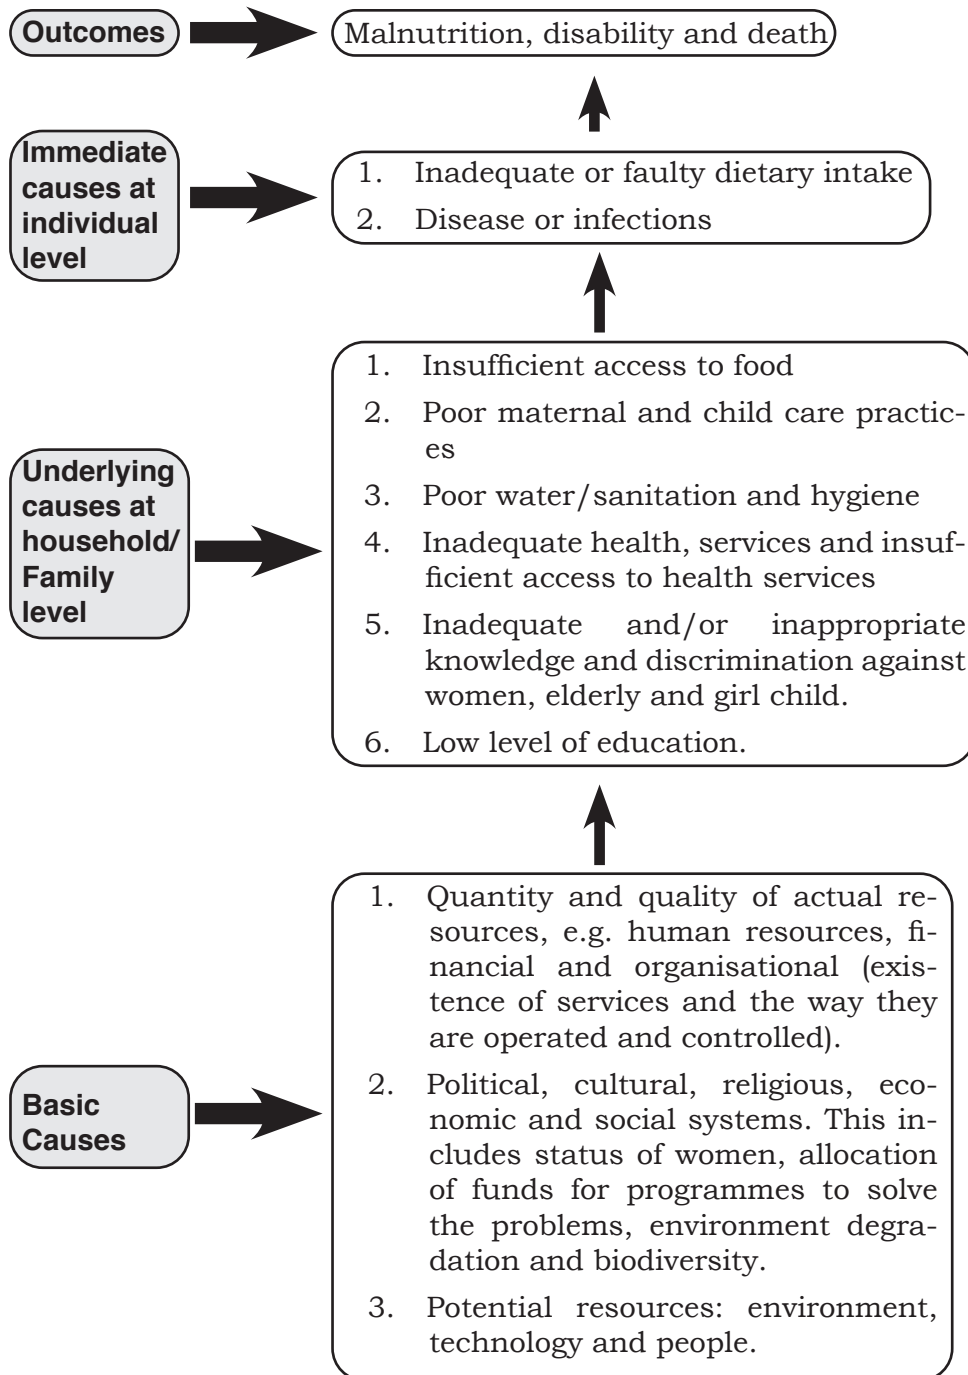 Outcomes
Malnutrition, disability and death
Immediate
causes at
individual
level
1. Inadequate or faulty dietary intake
2. Disease or infections
Underlying
causes at
household/
Family
level
1. Insufficient access to food
2. Poor maternal and child care practic-
es
3. Poor water/sanitation and hygiene
4. Inadequate health, services and insuf-
ficient access to health services
5. Inadequate and/or inappropriate
knowledge and discrimination against
women, elderly and girl child.
6. Low level of education.
Basic
Causes
1. Quantity and quality of actual re-
sources, e.g. human resources, fi-
nancial and organisational (exis-
tence of services and the way they
are operated and controlled).
2. Political, cultural, religious, eco-
nomic and social systems. This in-
cludes status of women, allocation
of funds for programmes to solve
the problems, environment degra-
dation and biodiversity.
3. Potential resources: environment,
technology and people.